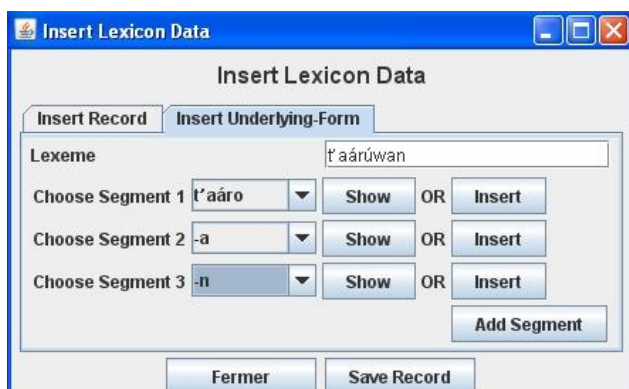 Insert Lexicon Data
Insert Lexicon Data
Insert Record Insert Underlying-Form
Lexeme t'aárúwan
Choose Segment 1 t'aáro Show OR Insert
Choose Segment 2 -a Show OR Insert
Choose Segment 3 -n Show OR Insert
Add Segment
Fermer Save Record